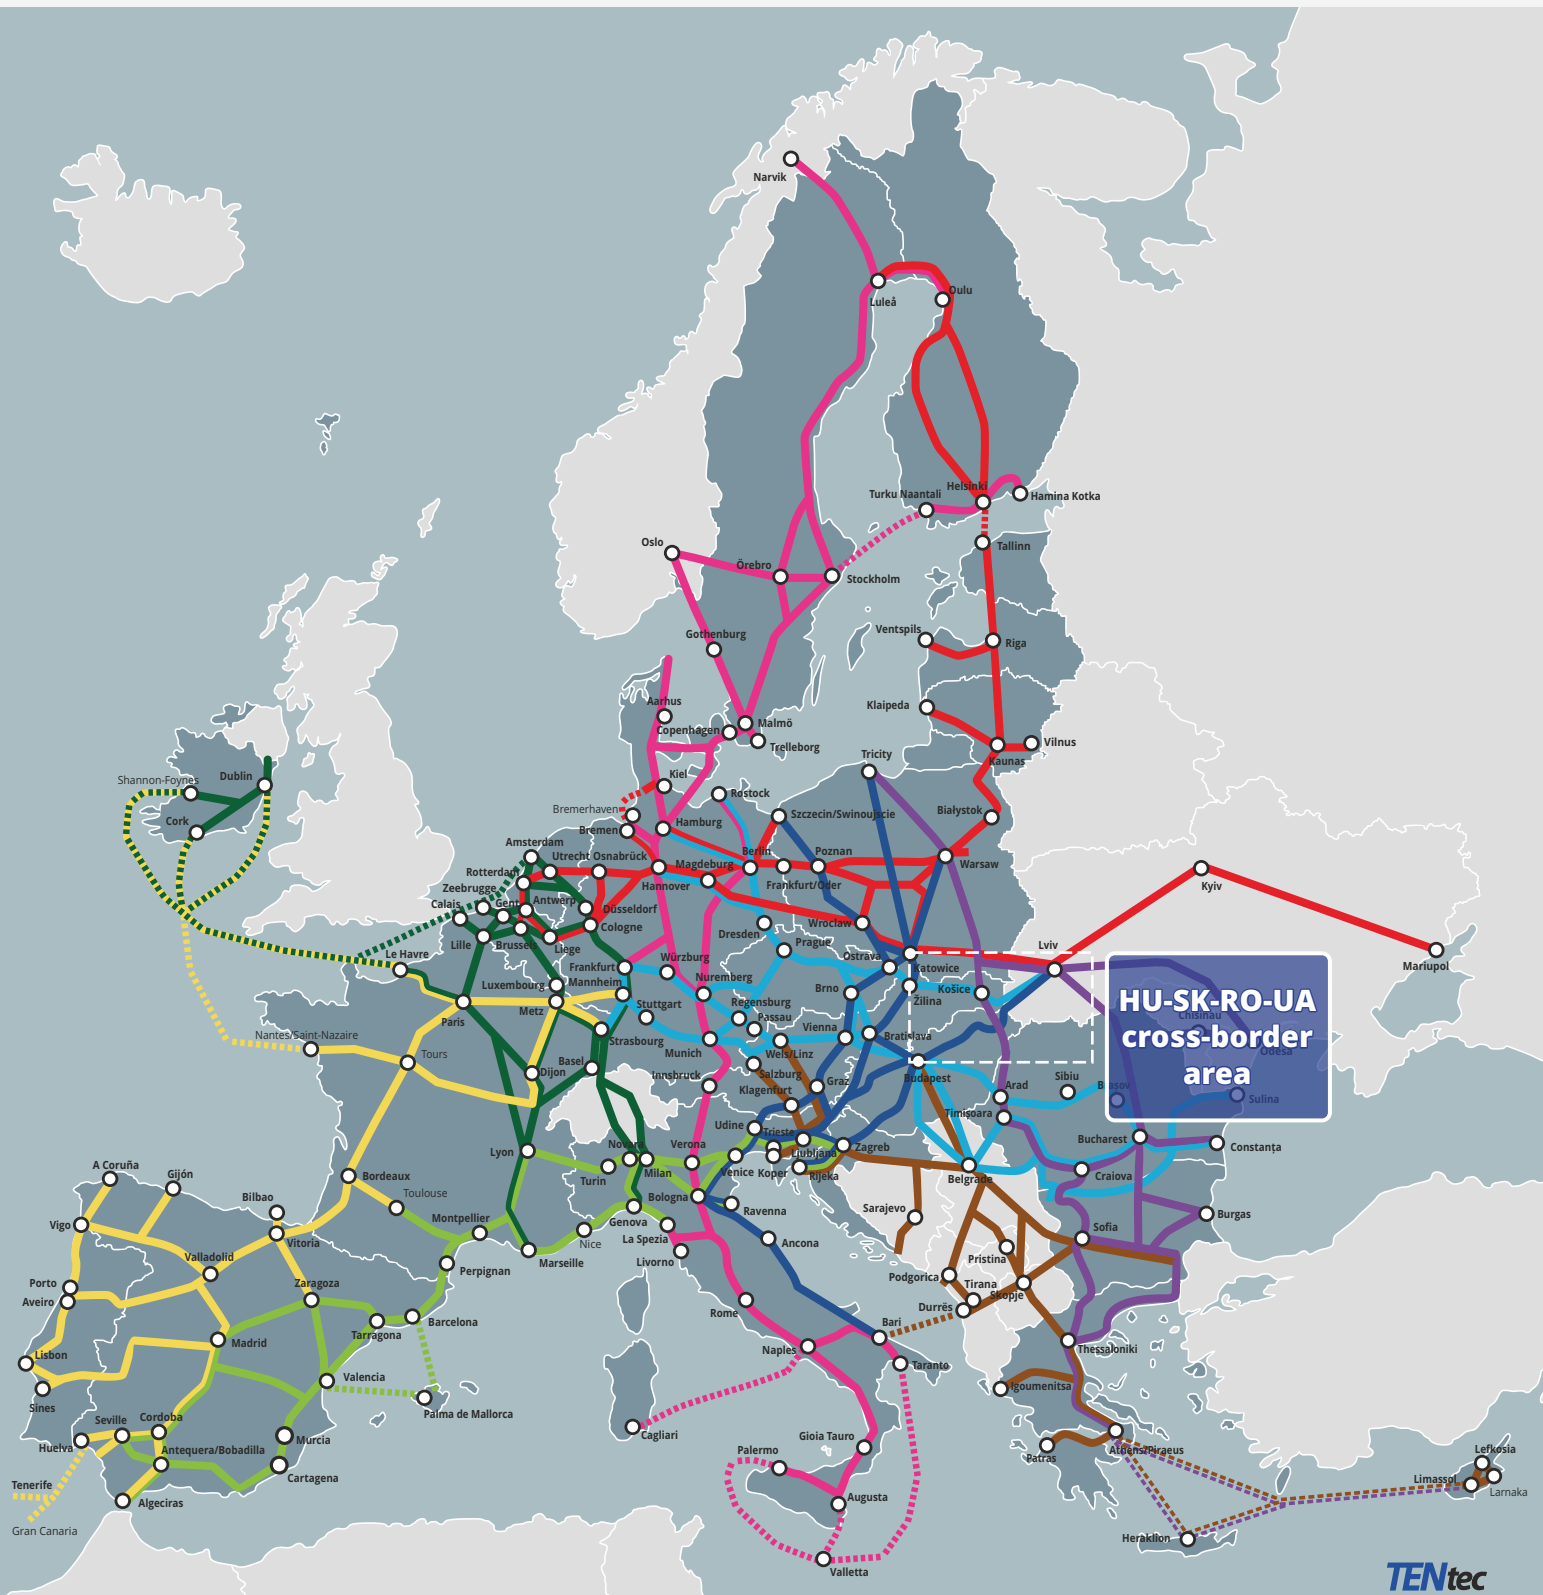 Narvik
Luleå
Oulu
Helsinki
Turku Naantali
Hamina Kotka
Oslo
Tallinn
Örebro
Stockholm
Gothenburg
Ventspils
Riga
Klaipeda
Aarhus
Copenhagen
Malmö
Trelleborg
Vilnus
Kaunas
Tricity
Shannon-Foynes
Dublin
Kiel
Rostock
Cork
Bremerhaven
Bremen
Hamburg
Szczecin/Swinoujscie
Białystok
Amsterdam
Utrecht
Osnabrück
Berlin
Poznan
Warsaw
Rotterdam
Magdeburg
Hannover
Frankfurt/Oder
Kyiv
Zeebrugge
Calais
Gent
Antwerp
Düsseldorf
Cologne
Wrocław
Dresden
Lille
Brussels
Liege
Prague
Lviv
Le Havre
Würzburg
Ostrava
Katowice
Mariupol
Frankfurt
Luxembourg
Mannheim
Nuremberg
Brno
Žilina
Košice
HU-SK-RO-UA
cross-border
area
Chisinau
Odesa
Paris
Metz
Stuttgart
Regensburg
Passau
Nantes/Saint-Nazaire
Strasbourg
Vienna
Bratislava
Tours
Munich
Wels/Linz
Basel
Dijon
Salzburg
Innsbruck
Klagenfurt
Graz
Budapest
Arad
Sibiu
Brașov
Sulina
Timișoara
Udine
Trieste
Ljubljana
Zagreb
Bucharest
Constanța
Lyon
Novara
Milan
Verona
Turin
Venice
Koper
Rijeka
Belgrade
Craiova
A Coruña
Gijón
Bordeaux
Toulouse
Bologna
Ravenna
Bilbao
Montpellier
Genova
La Spezia
Sarajevo
Burgas
Vigo
Vitoria
Nice
Ancona
Sofia
Valladolid
Perpignan
Marseille
Livorno
Pristina
Porto
Zaragoza
Podgorica
Tirana
Skopje
Aveiro
Rome
Durrës
Barcelona
Tarragona
Bari
Madrid
Naples
Thessaloniki
Lisbon
Taranto
Valencia
Igoumenitsa
Sines
Palma de Mallorca
Seville
Cordoba
Cagliari
Huelva
Murcia
Gioia Tauro
Antequera/Bobadilla
Palermo
Patras
Athens/Piraeus
Lefkosia
Tenerife
Cartagena
Limassol
Larnaka
Algeciras
Augusta
Gran Canaria
Heraklion
Valletta
TENtec